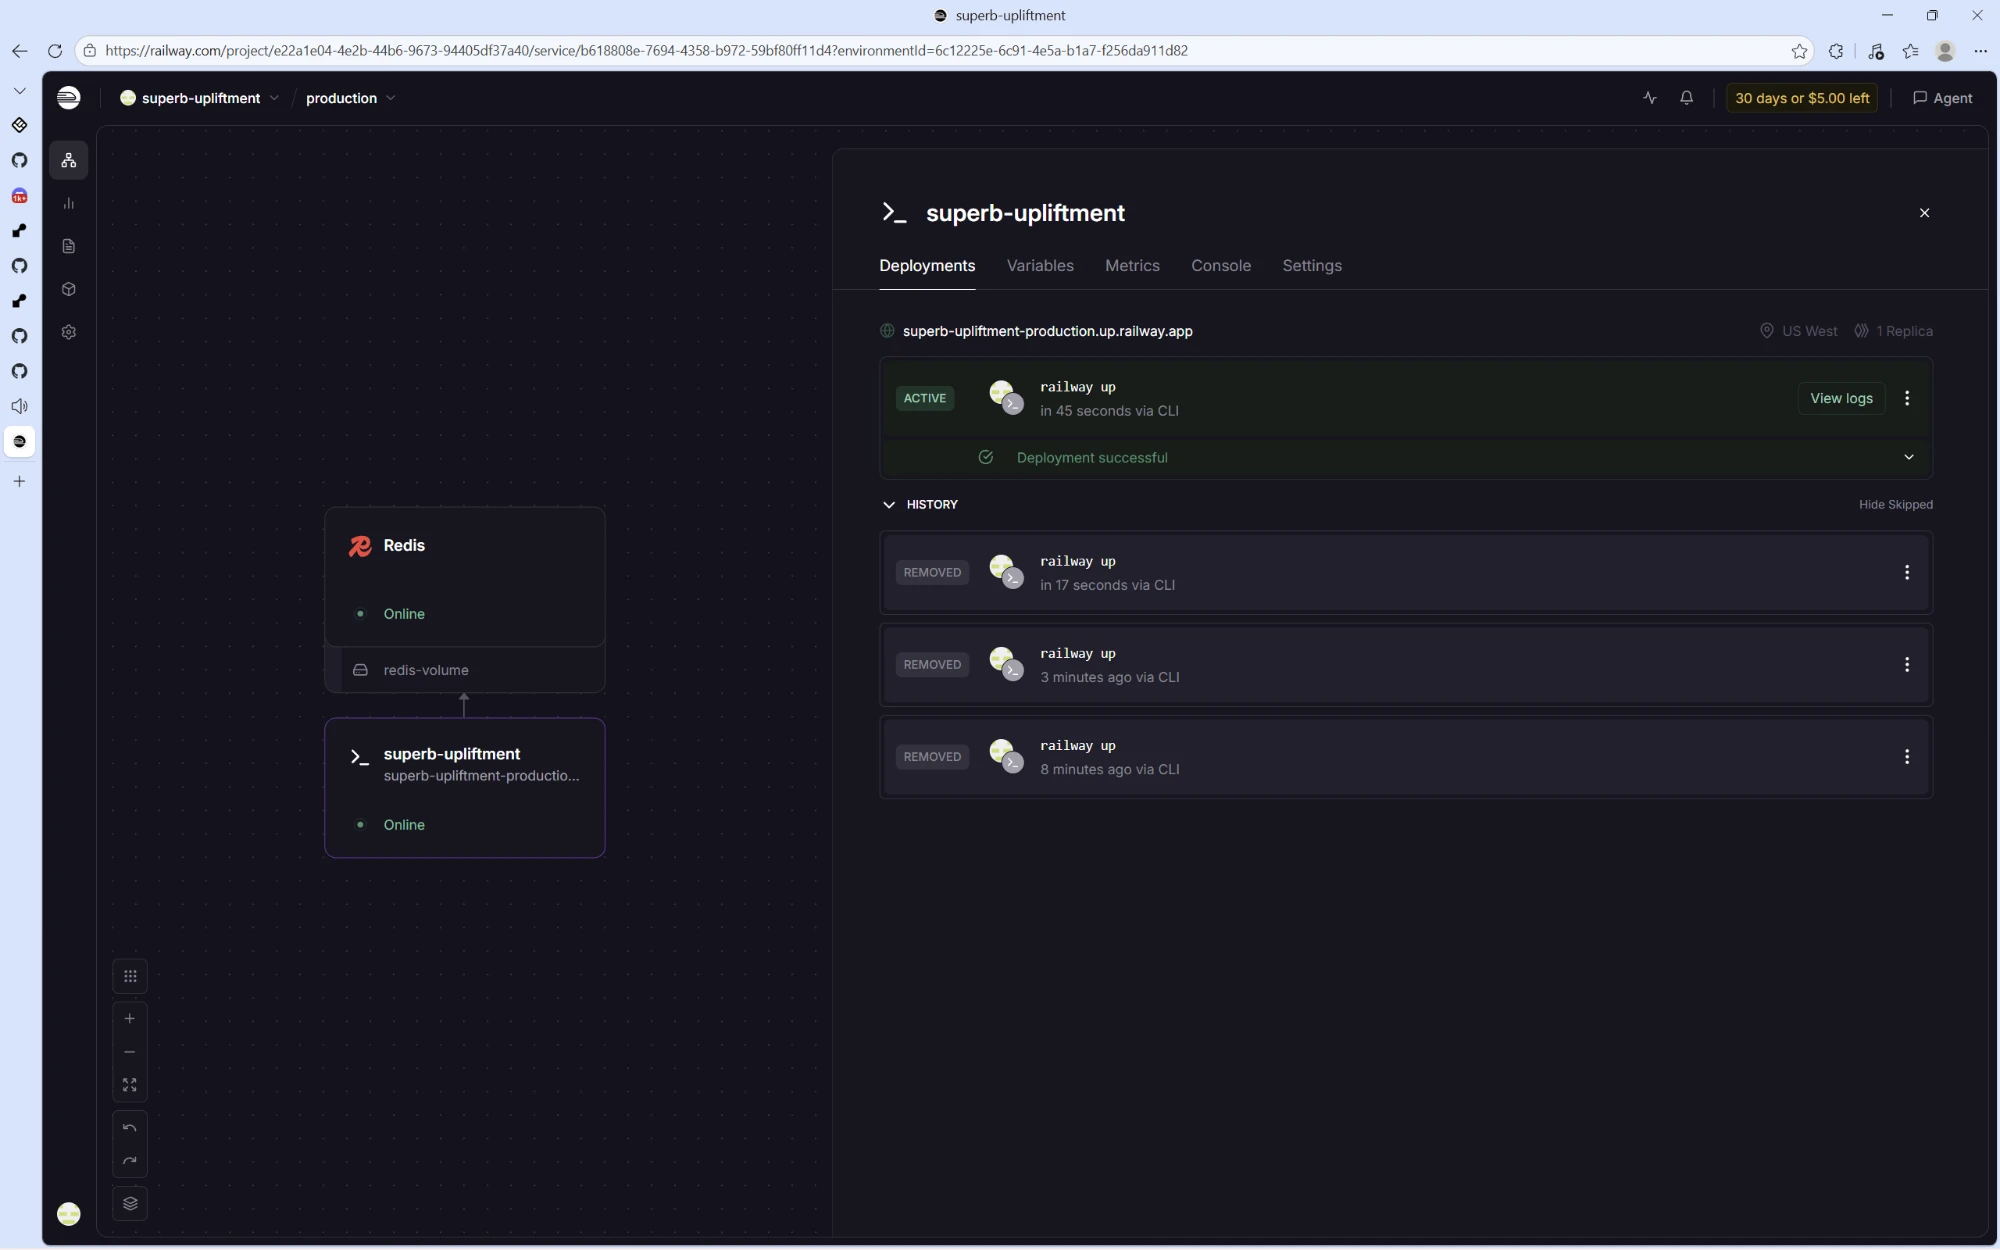 superb-upliftment
https://railway.com/project/e22a1e04-4e2b-44b6-9673-94405df37a40/service/b618808e-7694-4358-b972-59bf80ff11d4?environmentId=6c12225e-6c91-4e5a-b1a7-f256da911d82
superb-upliftment / production
30 days or $5.00 left
Agent
1k+
superb-upliftment
Deployments Variables Metrics Console Settings
superb-upliftment-production.up.railway.app
US West 1 Replica
ACTIVE
railway up
in 45 seconds via CLI
View logs
Deployment successful
HISTORY
Hide Skipped
REMOVED
railway up
in 17 seconds via CLI
REMOVED
railway up
3 minutes ago via CLI
REMOVED
railway up
8 minutes ago via CLI
Redis
Online
redis-volume
superb-upliftment
superb-upliftment-productio...
Online